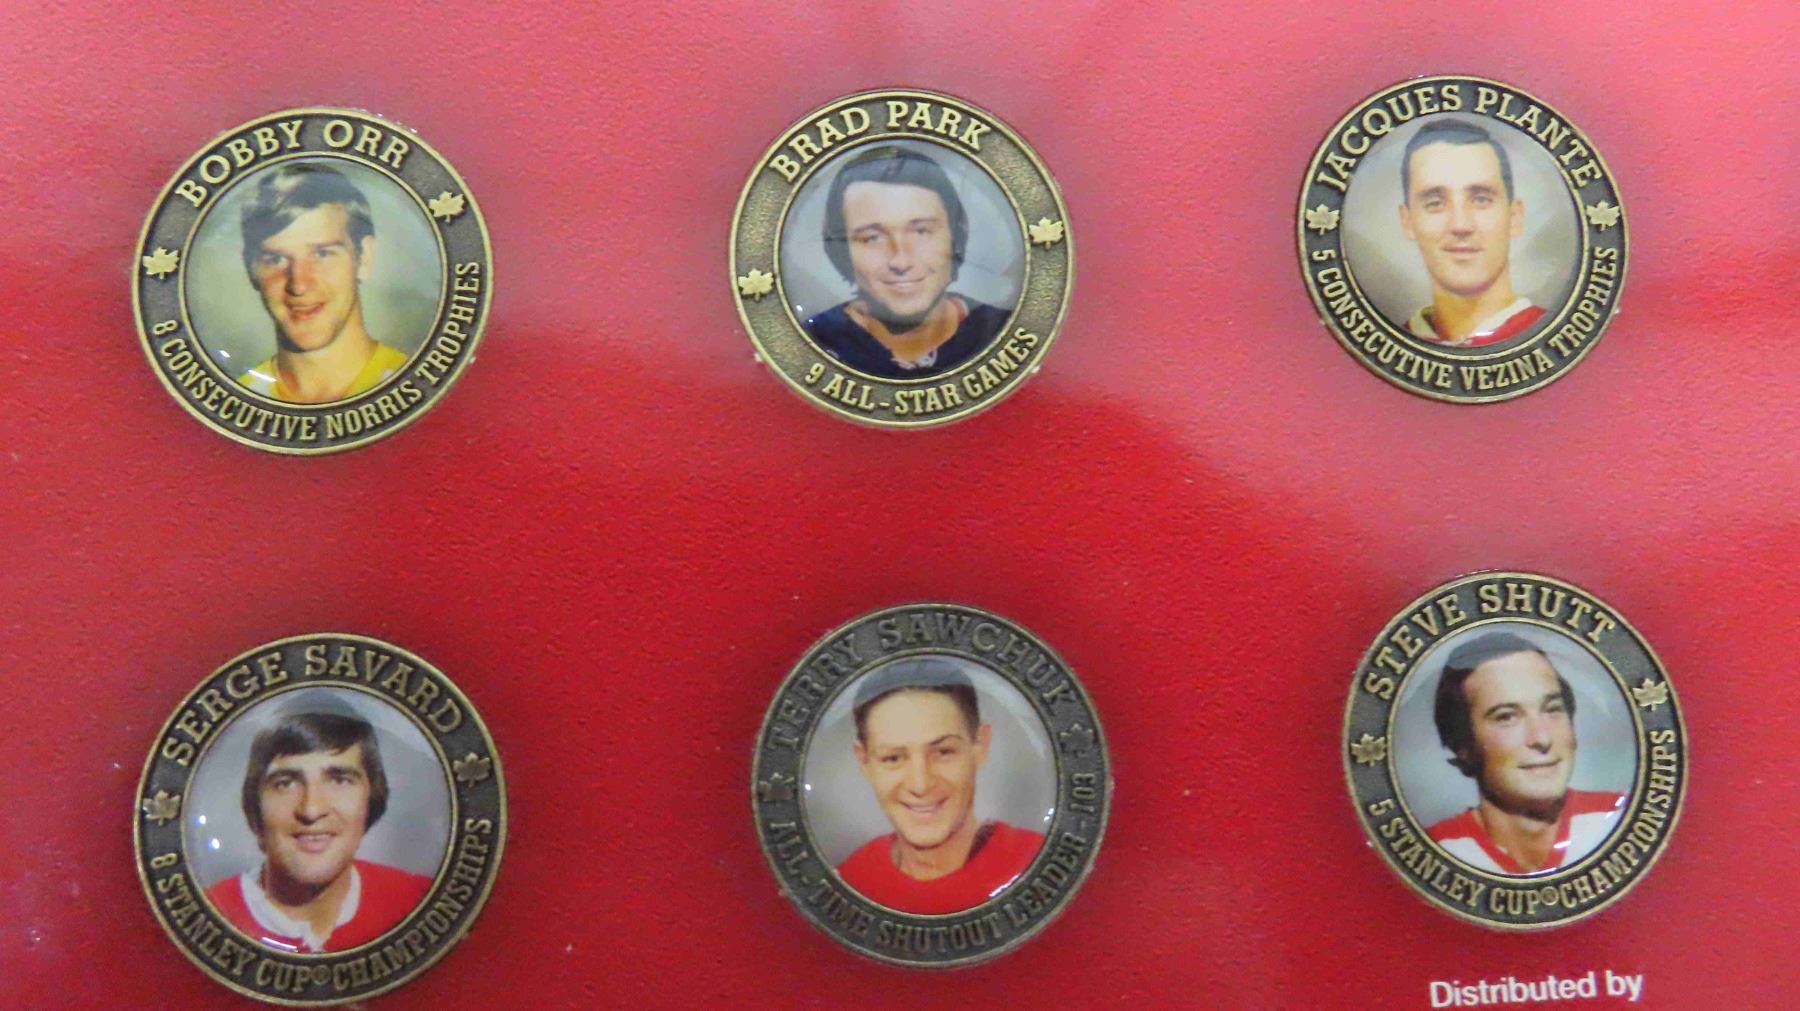 BOBBY ORR
8 CONSECUTIVE NORRIS TROPHIES
BRAD PARK
9 ALL-STAR GAMES
JACQUES PLANTE
5 CONSECUTIVE VEZINA TROPHIES
SERGE SAVARD
8 STANLEY CUP® CHAMPIONSHIPS
TERRY SAWCHUK
ALL-TIME SHUTOUT LEADER-103
STEVE SHUTT
5 STANLEY CUP® CHAMPIONSHIPS
Distributed by